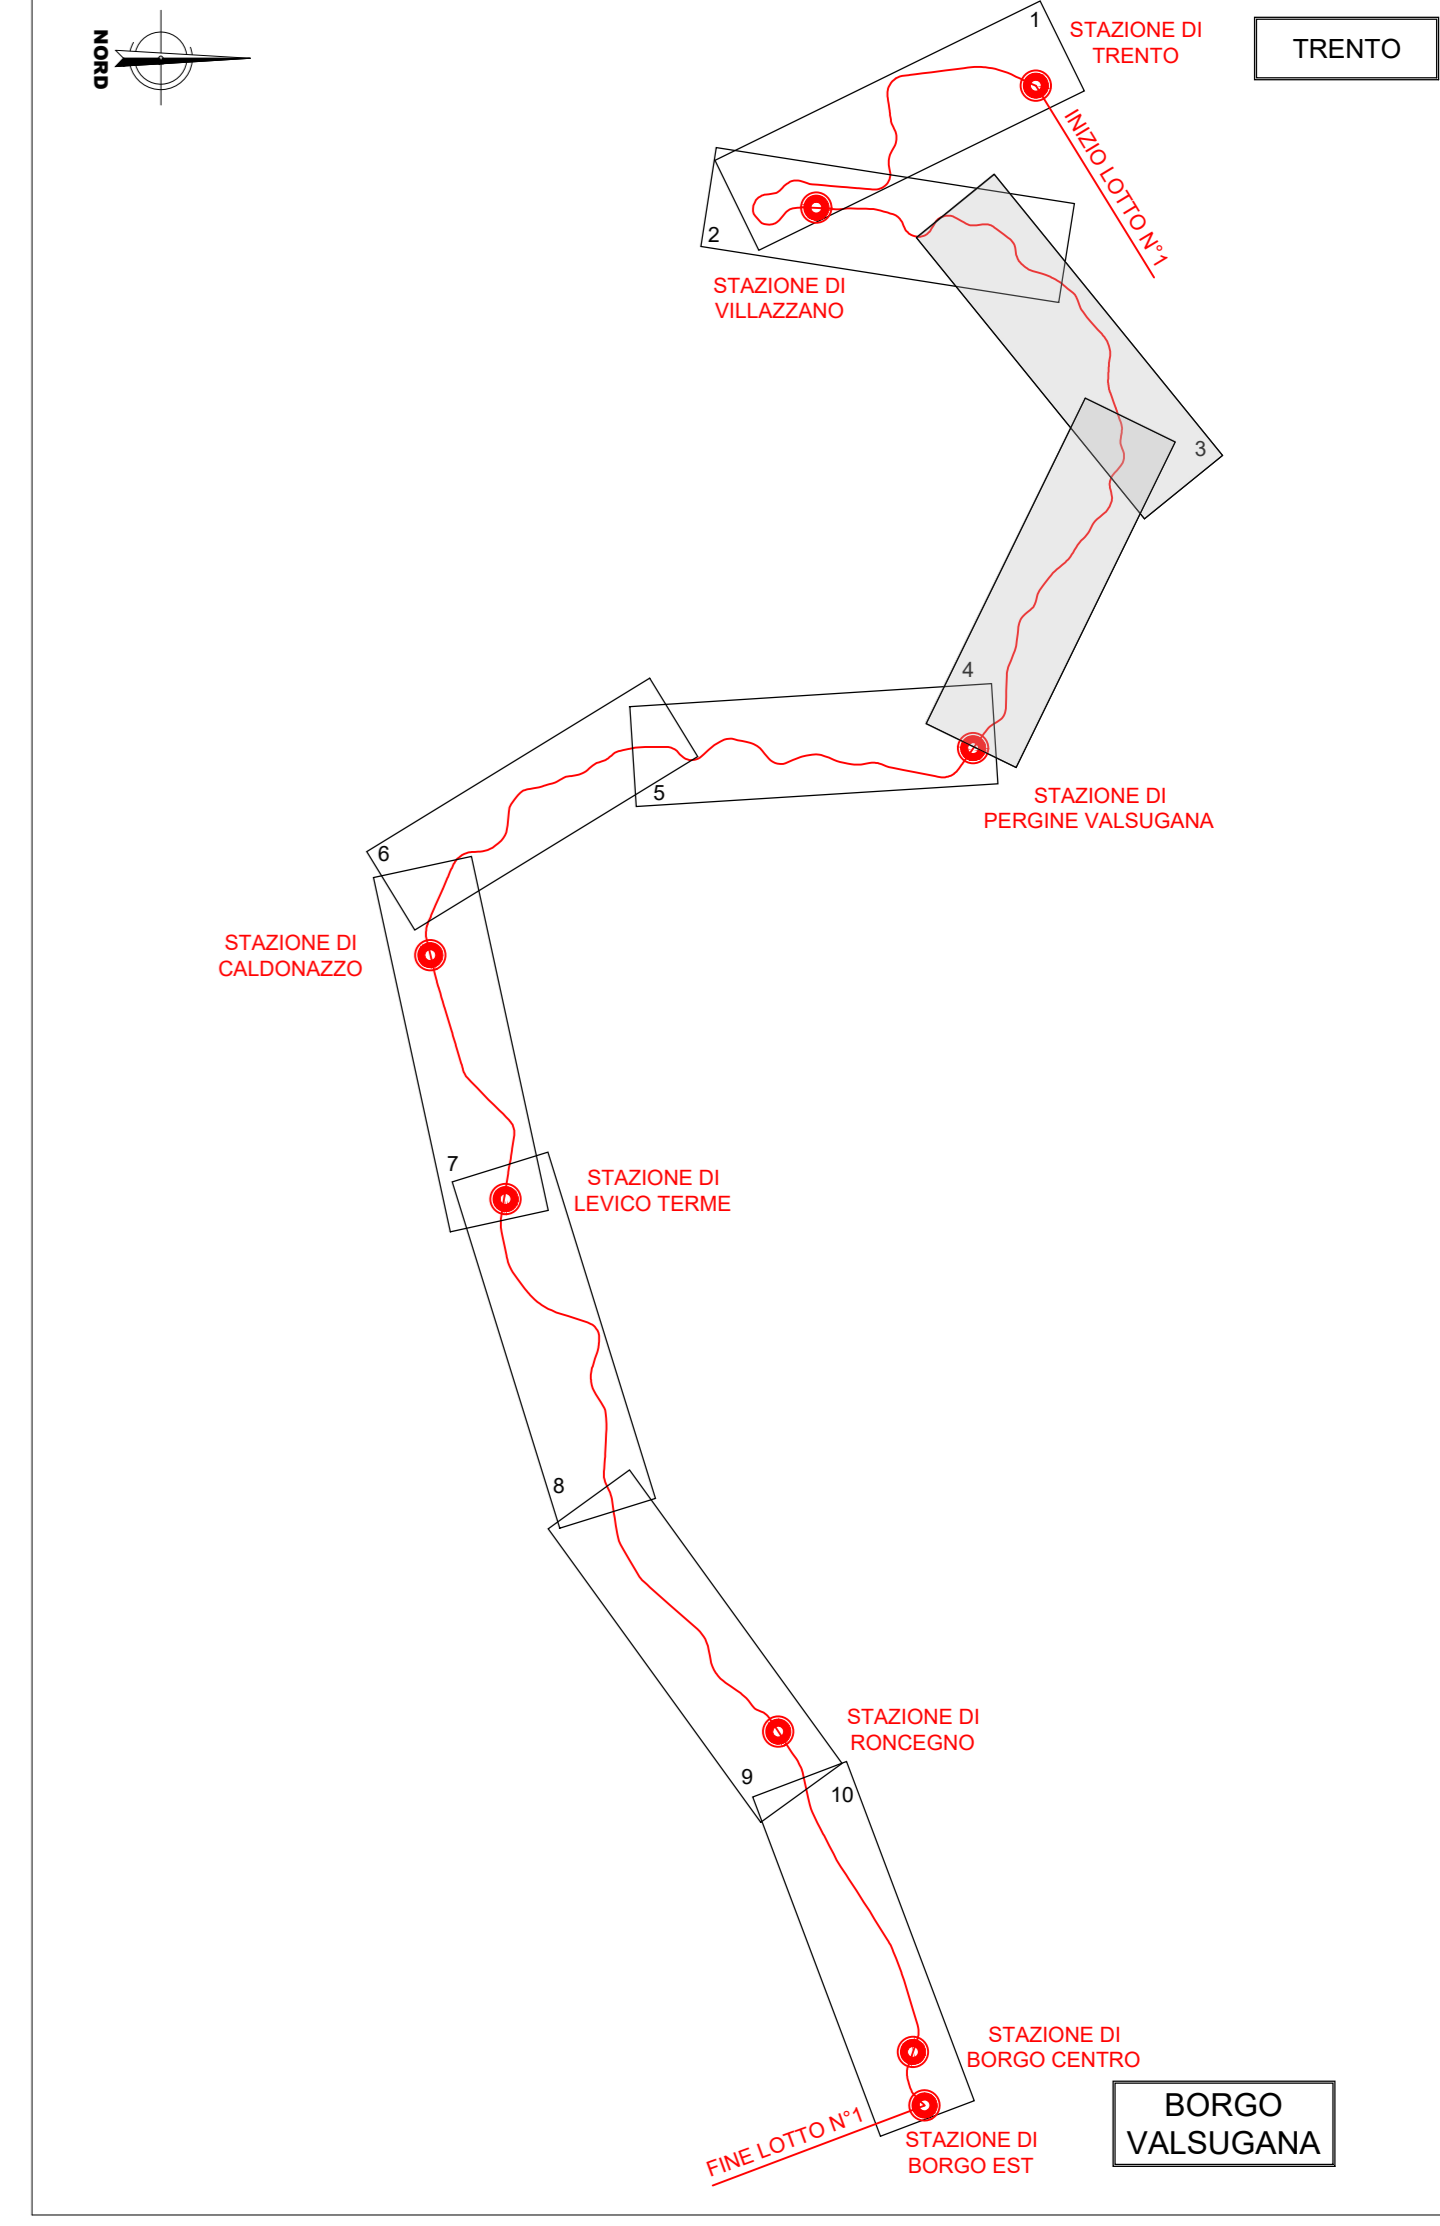 NORD
1
STAZIONE DI
TRENTO
TRENTO
INIZIO LOTTO N°1
2
STAZIONE DI
VILLAZZANO
3
4
STAZIONE DI
PERGINE VALSUGANA
5
6
STAZIONE DI
CALDONAZZO
7
STAZIONE DI
LEVICO TERME
8
STAZIONE DI
RONCEGNO
9
10
STAZIONE DI
BORGO CENTRO
BORGO
VALSUGANA
FINE LOTTO N°1
STAZIONE DI
BORGO EST